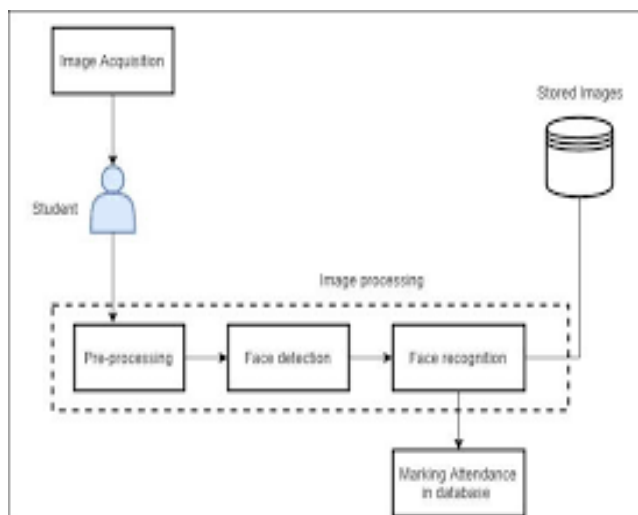 Image Acquisition
Stored Images
Student
Image processing
Pre-processing
Face detection
Face recognition
Marking Attendance
in database